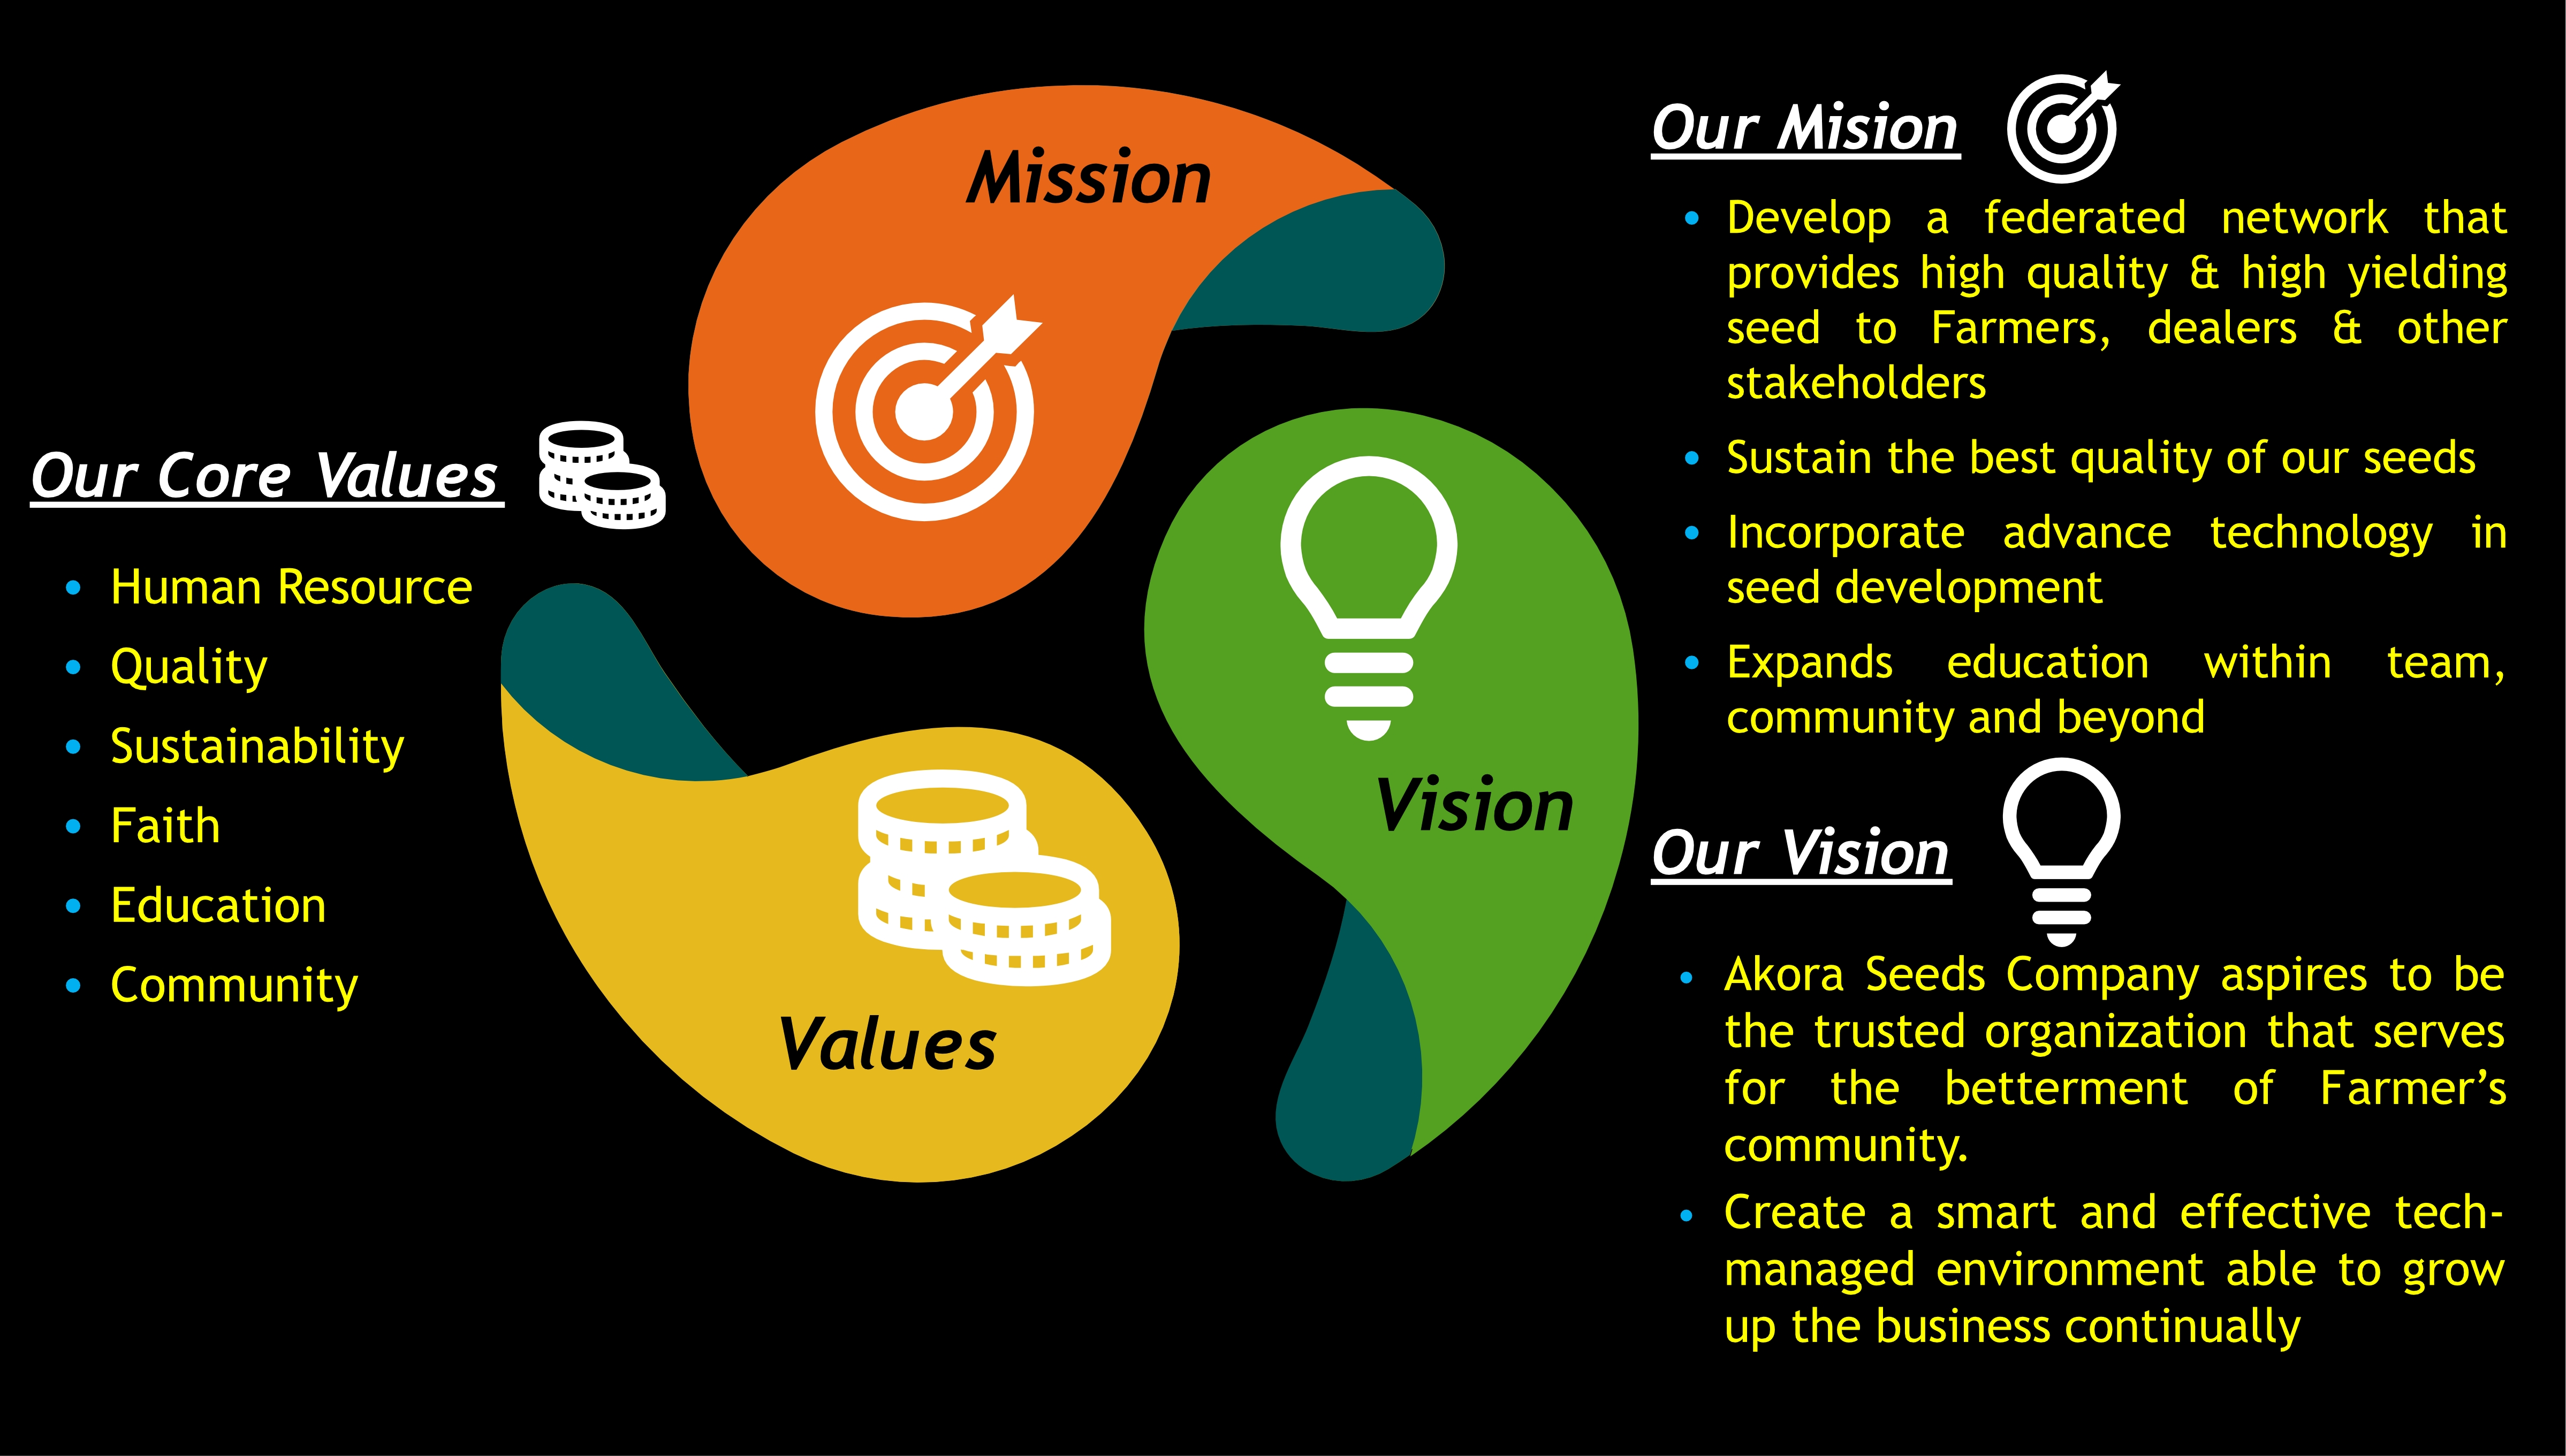 Our Core Values
Human Resource
Quality
Sustainability
Faith
Education
Community
Mission
Vision
Values
Our Mision
Develop a federated network that
provides high quality & high yielding
seed to Farmers, dealers & other
stakeholders
Sustain the best quality of our seeds
Incorporate advance technology in
seed development
Expands education within team,
community and beyond
Our Vision
Akora Seeds Company aspires to be
the trusted organization that serves
for the betterment of Farmer’s
community.
Create a smart and effective tech-
managed environment able to grow
up the business continually